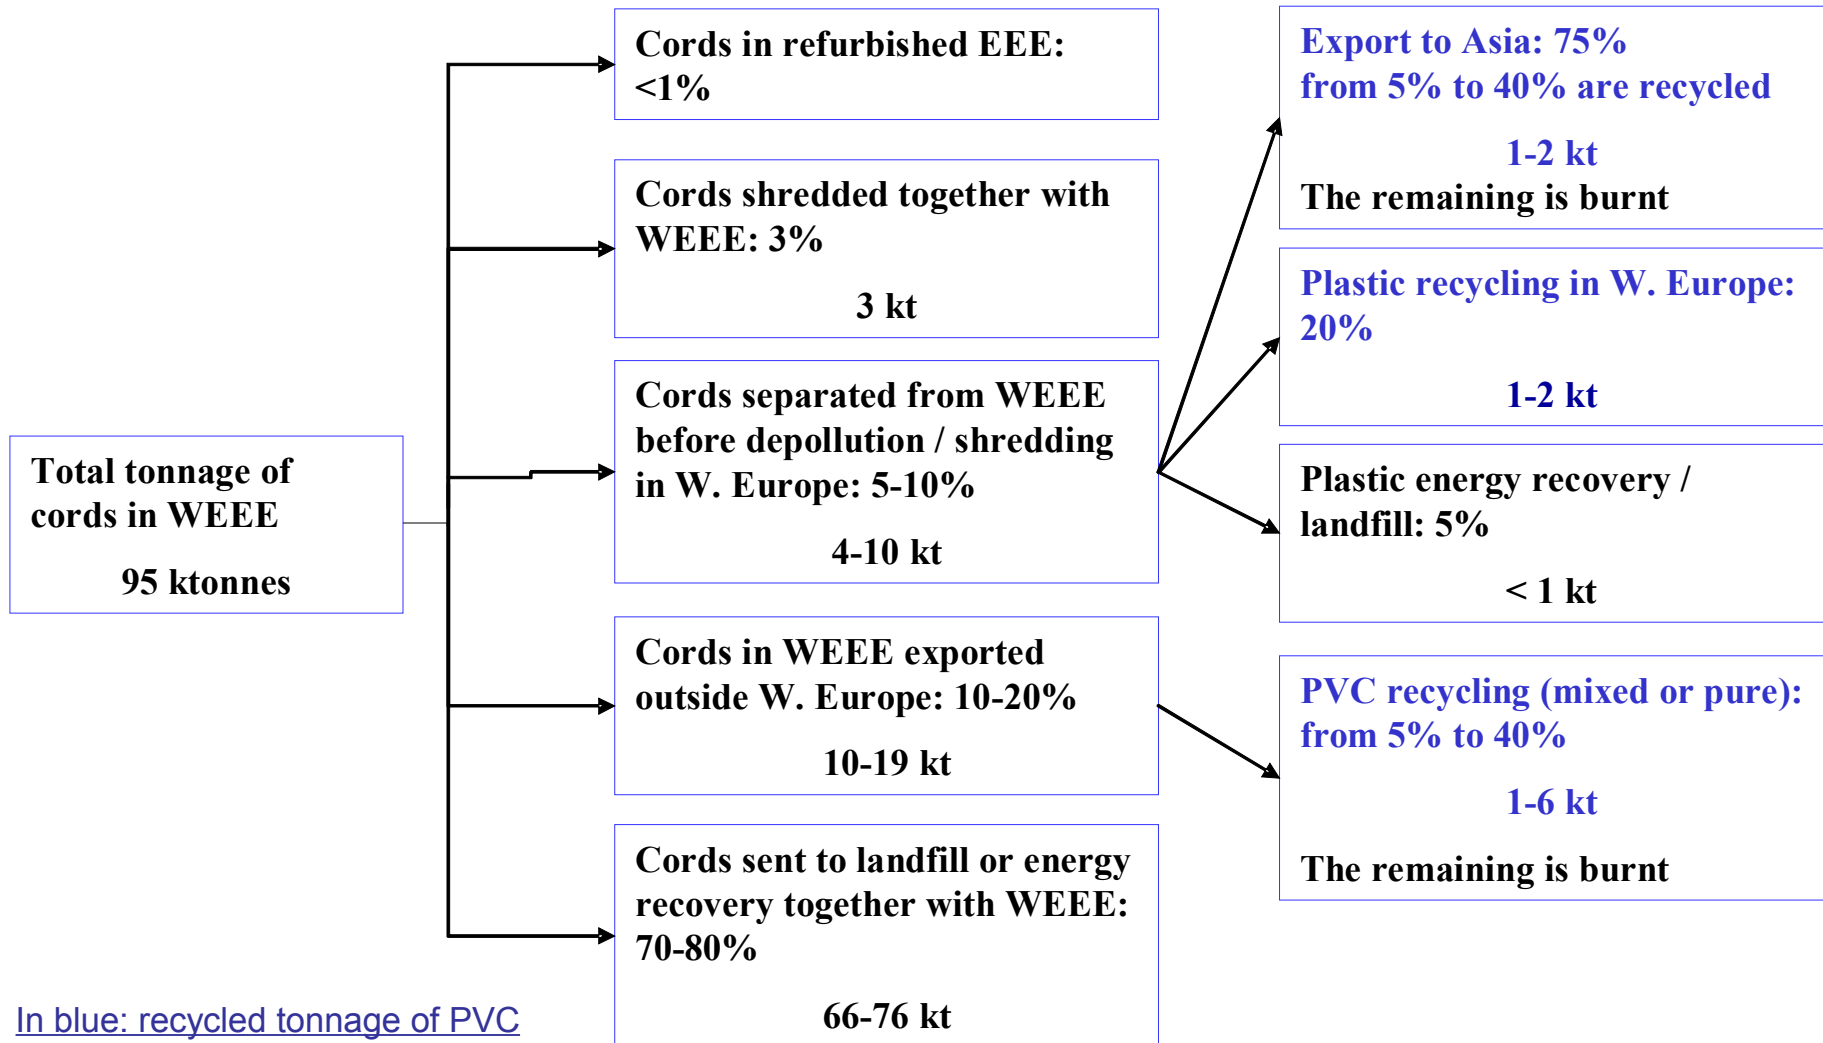 Total tonnage of
cords in WEEE
95 ktonnes
Cords in refurbished EEE:
<1%
Cords shredded together with
WEEE: 3%
3 kt
Cords separated from WEEE
before depollution / shredding
in W. Europe: 5-10%
4-10 kt
Cords in WEEE exported
outside W. Europe: 10-20%
10-19 kt
Cords sent to landfill or energy
recovery together with WEEE:
70-80%
66-76 kt
Export to Asia: 75%
from 5% to 40% are recycled
1-2 kt
The remaining is burnt
Plastic recycling in W. Europe:
20%
1-2 kt
Plastic energy recovery /
landfill: 5%
< 1 kt
PVC recycling (mixed or pure):
from 5% to 40%
1-6 kt
The remaining is burnt
In blue: recycled tonnage of PVC